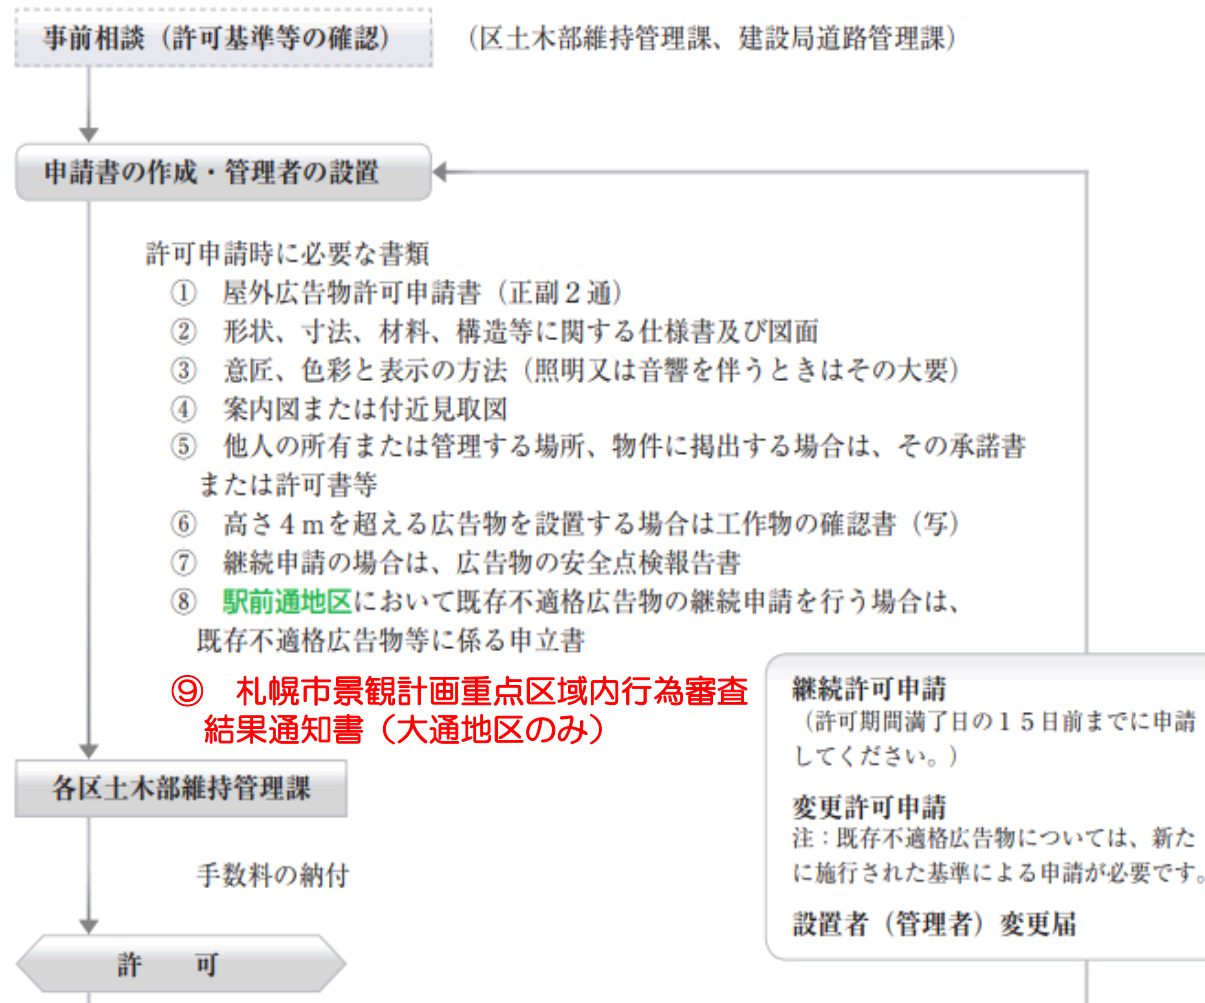 事前相談（許可基準等の確認）　（区土木部維持管理課、建設局道路管理課）
申請書の作成・管理者の設置
許可申請時に必要な書類
①　屋外広告物許可申請書（正副２通）
②　形状、寸法、材料、構造等に関する仕様書及び図面
③　意匠、色彩と表示の方法（照明又は音響を伴うときはその大要）
④　案内図または付近見取図
⑤　他人の所有または管理する場所、物件に掲出する場合は、その承諾書
または許可書等
⑥　高さ４ｍを超える広告物を設置する場合は工作物の確認書（写）
⑦　継続申請の場合は、広告物の安全点検報告書
⑧　駅前通地区において既存不適格広告物の継続申請を行う場合は、
既存不適格広告物等に係る申立書
⑨　札幌市景観計画重点区域内行為審査
結果通知書（大通地区のみ）
各区土木部維持管理課
手数料の納付
許　可
継続許可申請
（許可期間満了日の１５日前までに申請
してください。）
変更許可申請
注：既存不適格広告物については、新た
に施行された基準による申請が必要です。
設置者（管理者）変更届